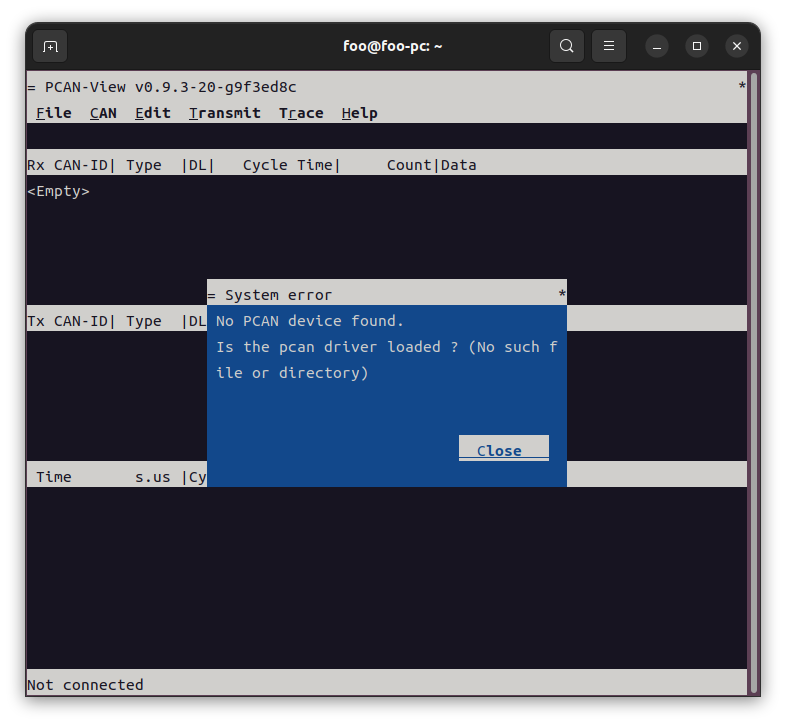 foo@foo-pc: ~
= PCAN-View v0.9.3-20-g9f3ed8c *
File CAN Edit Transmit Trace Help
Rx CAN-ID| Type |DL| Cycle Time| Count|Data
<Empty>
= System error *
Tx CAN-ID| Type |DL
No PCAN device found.
Is the pcan driver loaded ? (No such f
ile or directory)
Close
Time s.us |Cy
Not connected